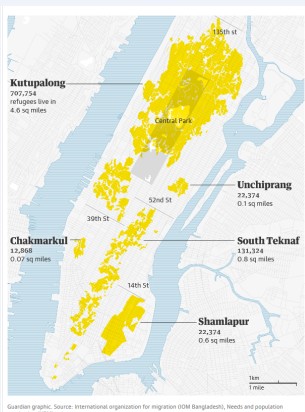 135th st
Kutupalong
707,754
refugees live in
4.6 sq miles
Central Park
Unchiprang
22,374
0.1 sq miles
52nd St
39th St
Chakmarkul
12,868
0.07 sq miles
South Teknaf
131,324
0.8 sq miles
14th St
Shamlapur
22,374
0.6 sq miles
1km
1 mile
Guardian graphic. Source: International organization for migration (IOM Bangladesh), Needs and population